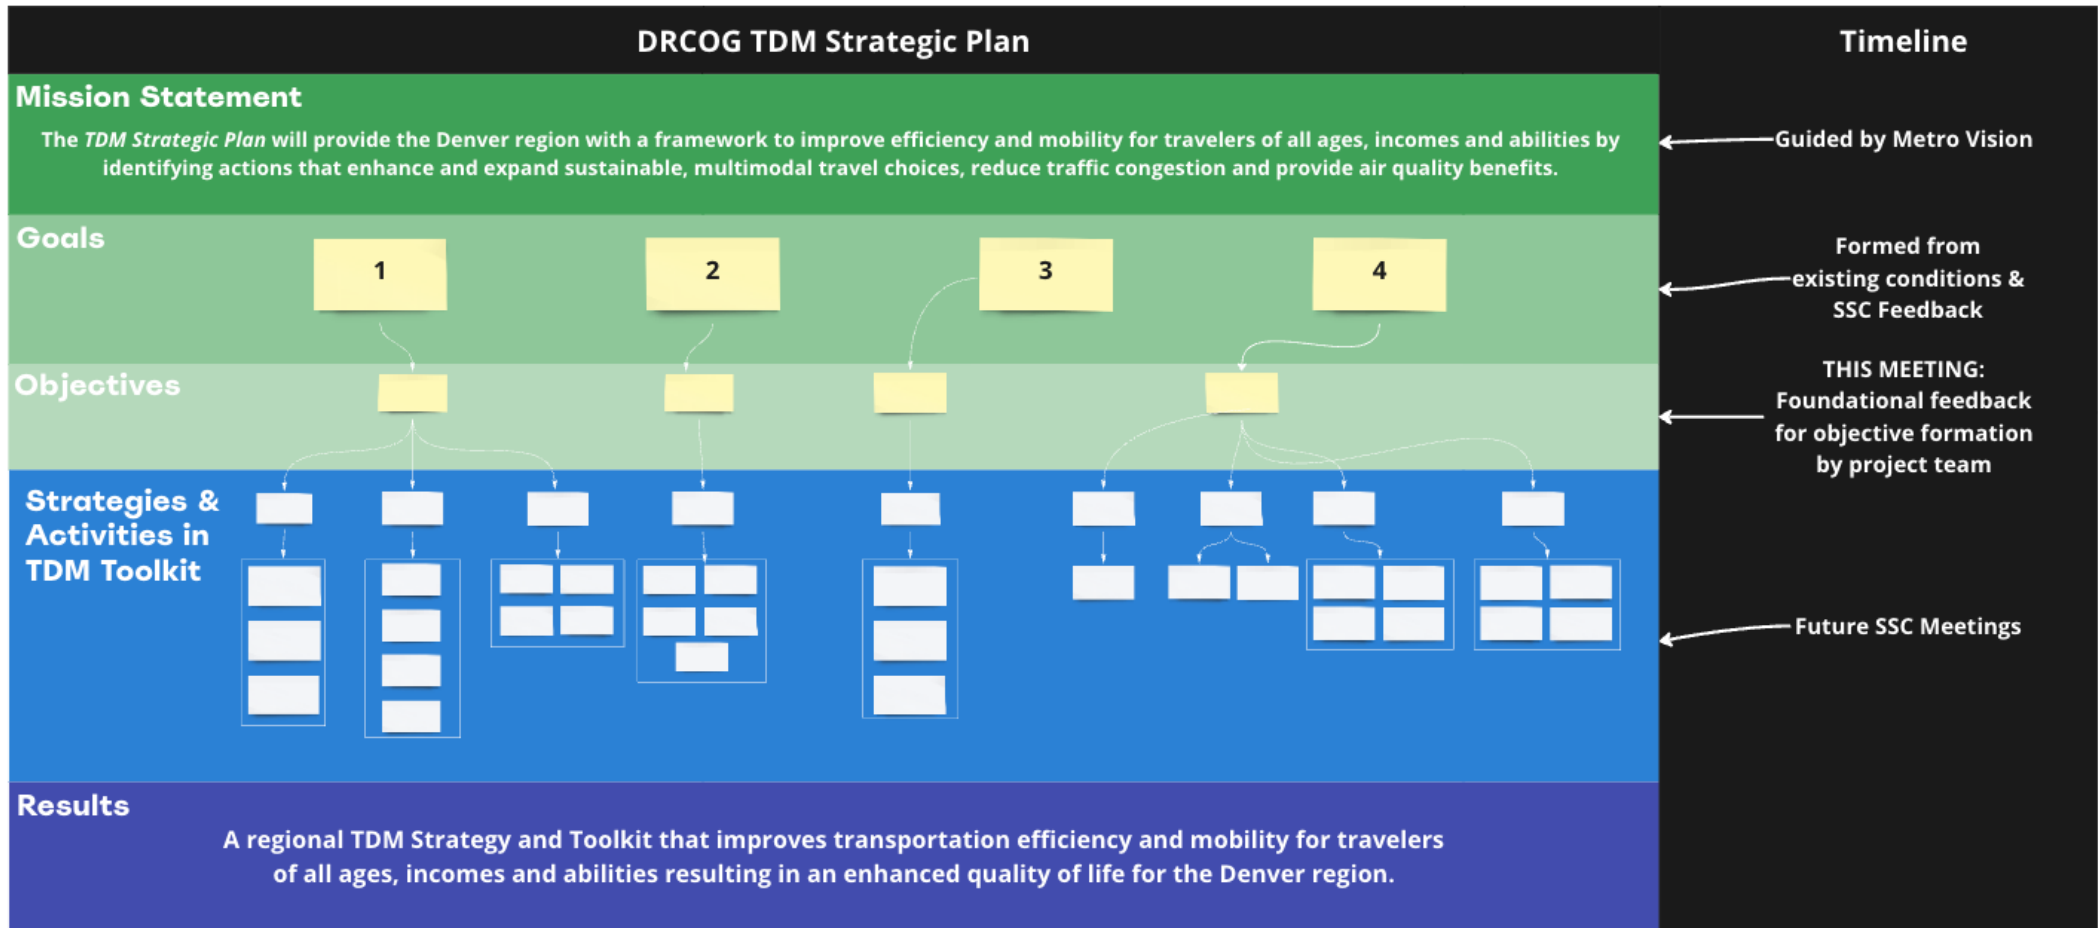 DRCOG TDM Strategic Plan
Timeline
Mission Statement
The TDM Strategic Plan will provide the Denver region with a framework to improve efficiency and mobility for travelers of all ages, incomes and abilities by
identifying actions that enhance and expand sustainable, multimodal travel choices, reduce traffic congestion and provide air quality benefits.
Guided by Metro Vision
Goals
1
2
3
4
Formed from
existing conditions &
SSC Feedback
Objectives
THIS MEETING:
Foundational feedback
for objective formation
by project team
Strategies &
Activities in
TDM Toolkit
Future SSC Meetings
Results
A regional TDM Strategy and Toolkit that improves transportation efficiency and mobility for travelers
of all ages, incomes and abilities resulting in an enhanced quality of life for the Denver region.